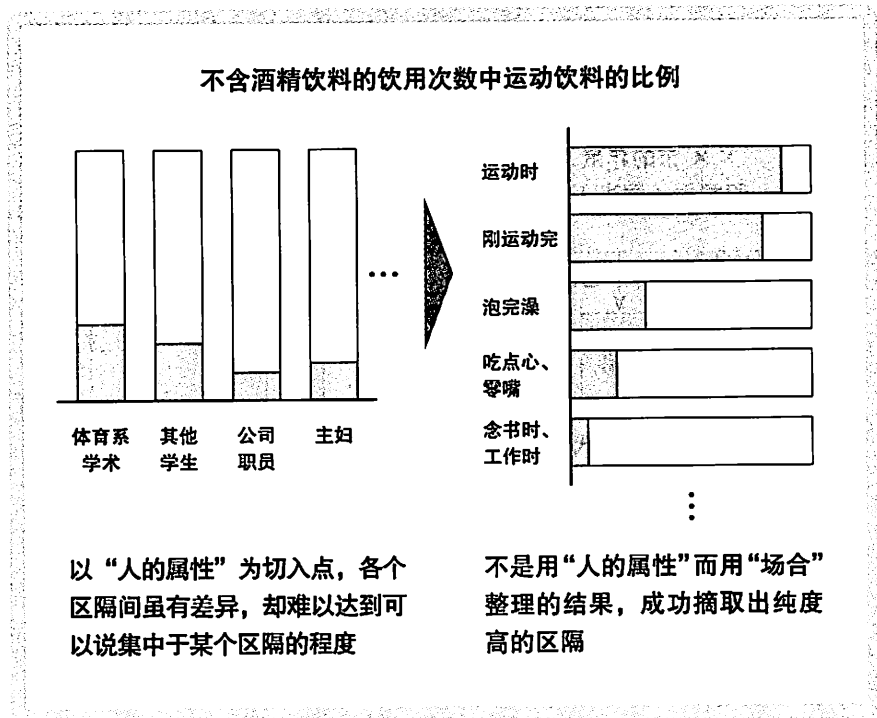 不含酒精饮料的饮用次数中运动饮料的比例
体育系
学术
其他
学生
公司
职员
主妇
…
运动时
刚运动完
泡完澡
吃点心、
零嘴
念书时、
工作时
以“人的属性”为切入点，各个
区隔间虽有差异，却难以达到可
以说集中于某个区隔的程度
不是用“人的属性”而用“场合”
整理的结果，成功摘取出纯度
高的区隔